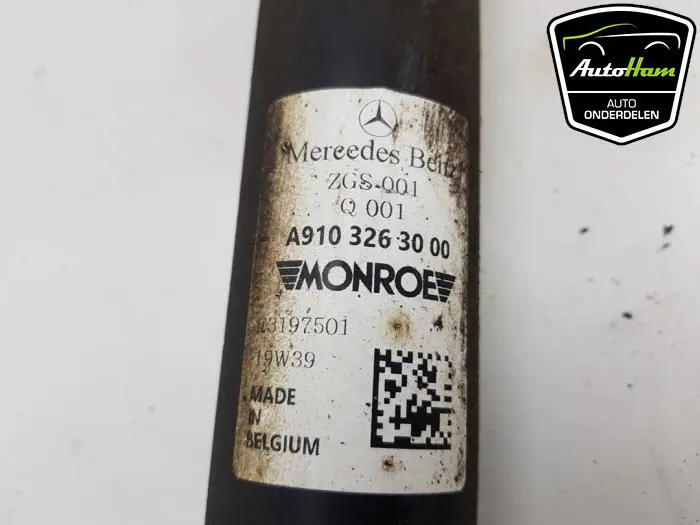 AutoHam
AUTO
ONDERDELEN
Mercedes Benz
ZGS-001
Q 001
A910 326 30 00
MONROE
19W39
MADE
IN
BELGIUM